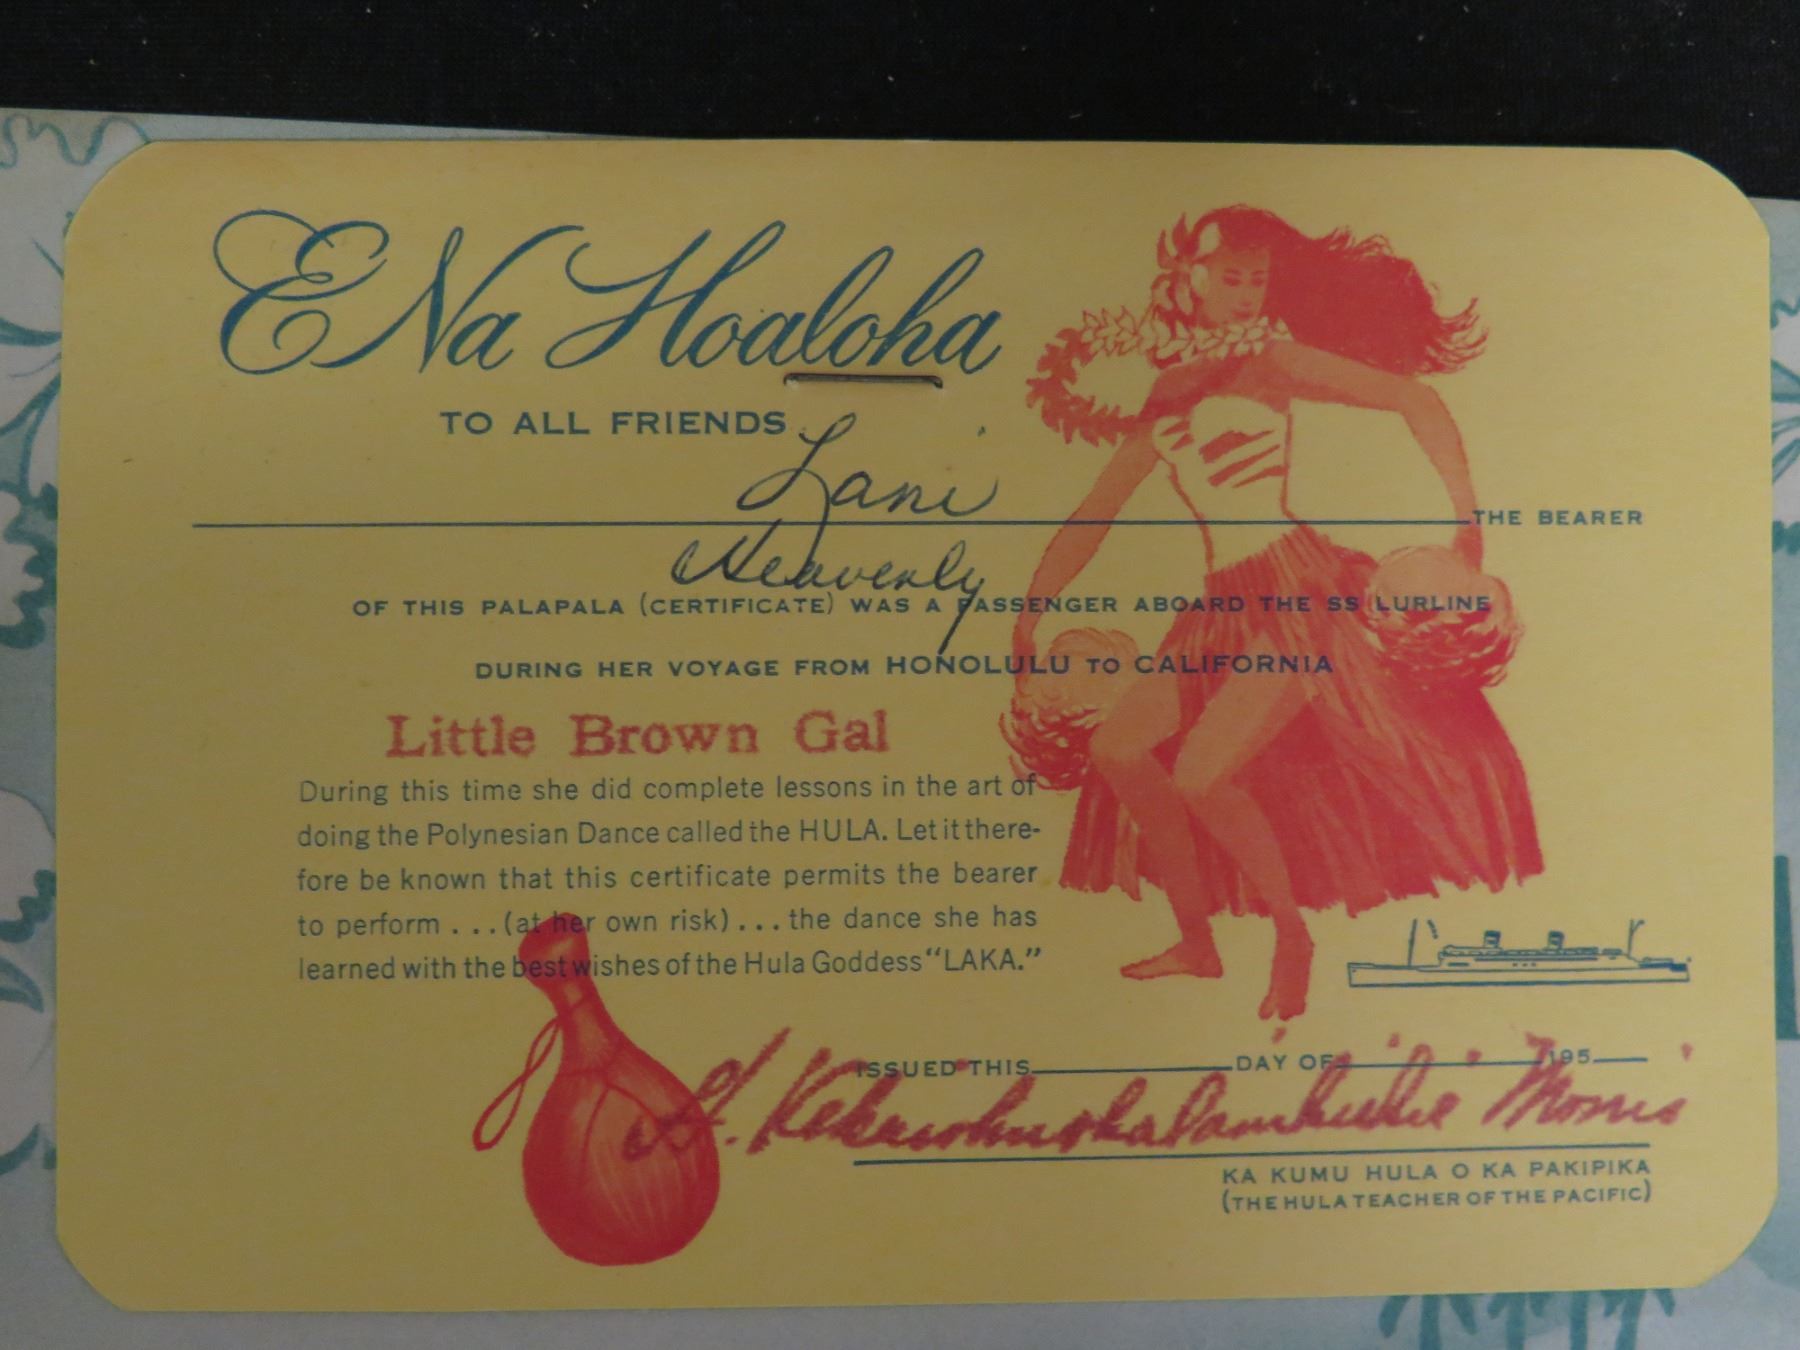 E Na Hoaloha
TO ALL FRIENDS
Lani
THE BEARER
Heavenly
OF THIS PALAPALA (CERTIFICATE) WAS A PASSENGER ABOARD THE SS LURLINE
DURING HER VOYAGE FROM HONOLULU TO CALIFORNIA
Little Brown Gal
During this time she did complete lessons in the art of
doing the Polynesian Dance called the HULA. Let it there-
fore be known that this certificate permits the bearer
to perform ...(at her own risk)... the dance she has
learned with the best wishes of the Hula Goddess "LAKA."
ISSUED THIS DAY OF 195
Morris
KA KUMU HULA O KA PAKIPIKA
(THE HULA TEACHER OF THE PACIFIC)